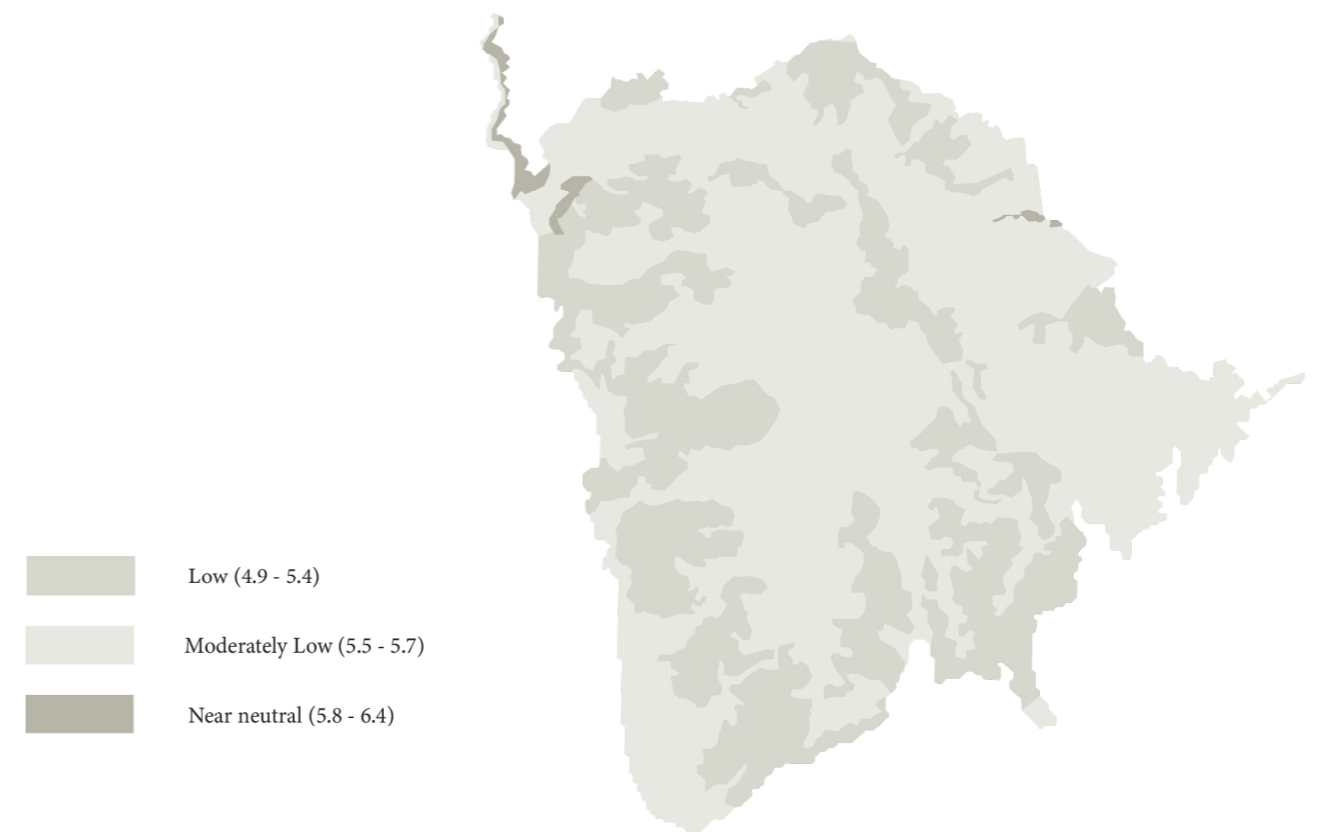 Low (4.9 - 5.4)
Moderately Low (5.5 - 5.7)
Near neutral (5.8 - 6.4)